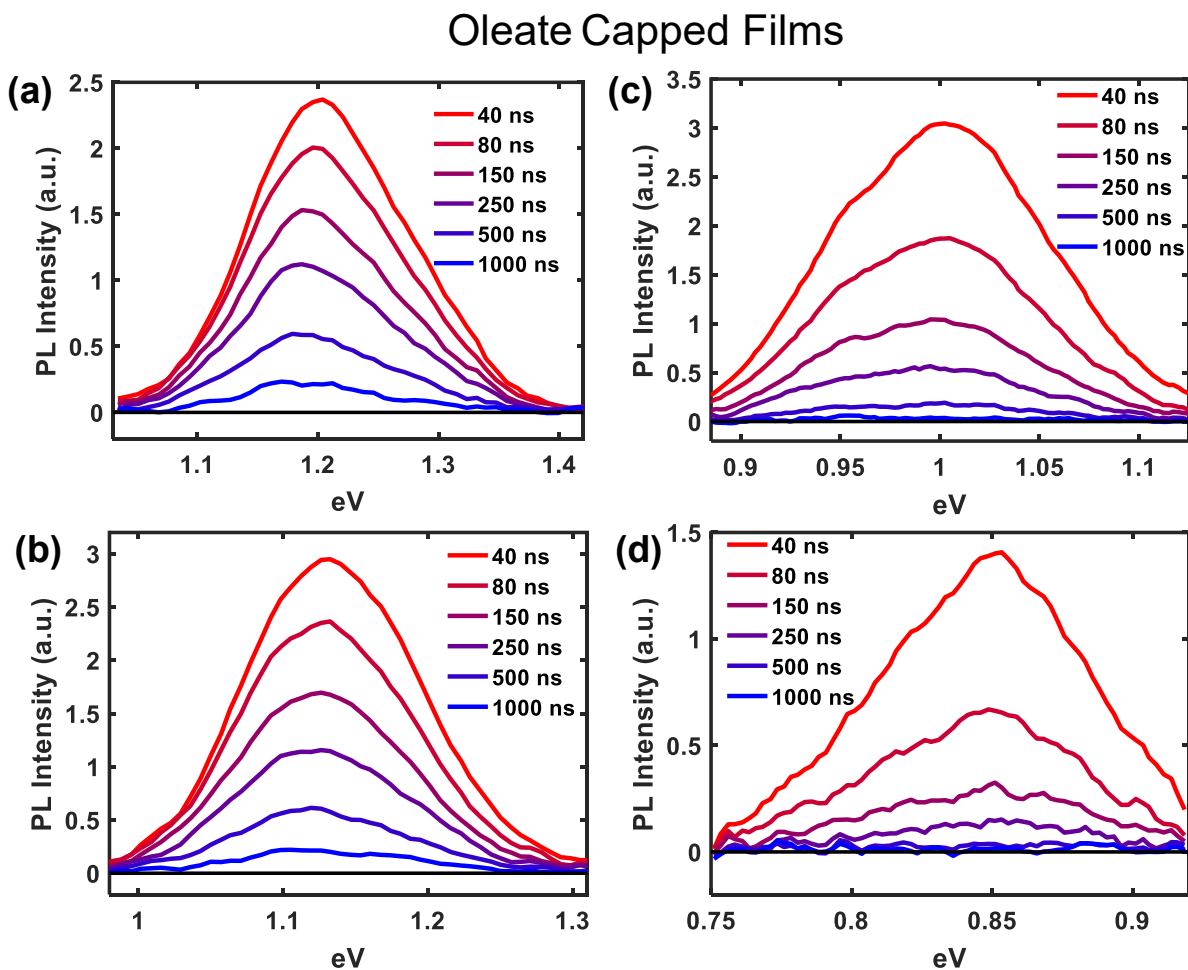 Oleate Capped Films
(a)
2.5
2
1.5
1
0.5
0
PL Intensity (a.u.)
40 ns
80 ns
150 ns
250 ns
500 ns
1000 ns
1.1
1.2
1.3
1.4
eV
(c)
3.5
3
2.5
2
1.5
1
0.5
0
PL Intensity (a.u.)
40 ns
80 ns
150 ns
250 ns
500 ns
1000 ns
0.9
0.95
1
1.05
1.1
eV
(b)
3
2.5
2
1.5
1
0.5
0
PL Intensity (a.u.)
40 ns
80 ns
150 ns
250 ns
500 ns
1000 ns
1
1.1
1.2
1.3
eV
(d)
1.5
1
0.5
0
PL Intensity (a.u.)
40 ns
80 ns
150 ns
250 ns
500 ns
1000 ns
0.75
0.8
0.85
0.9
eV